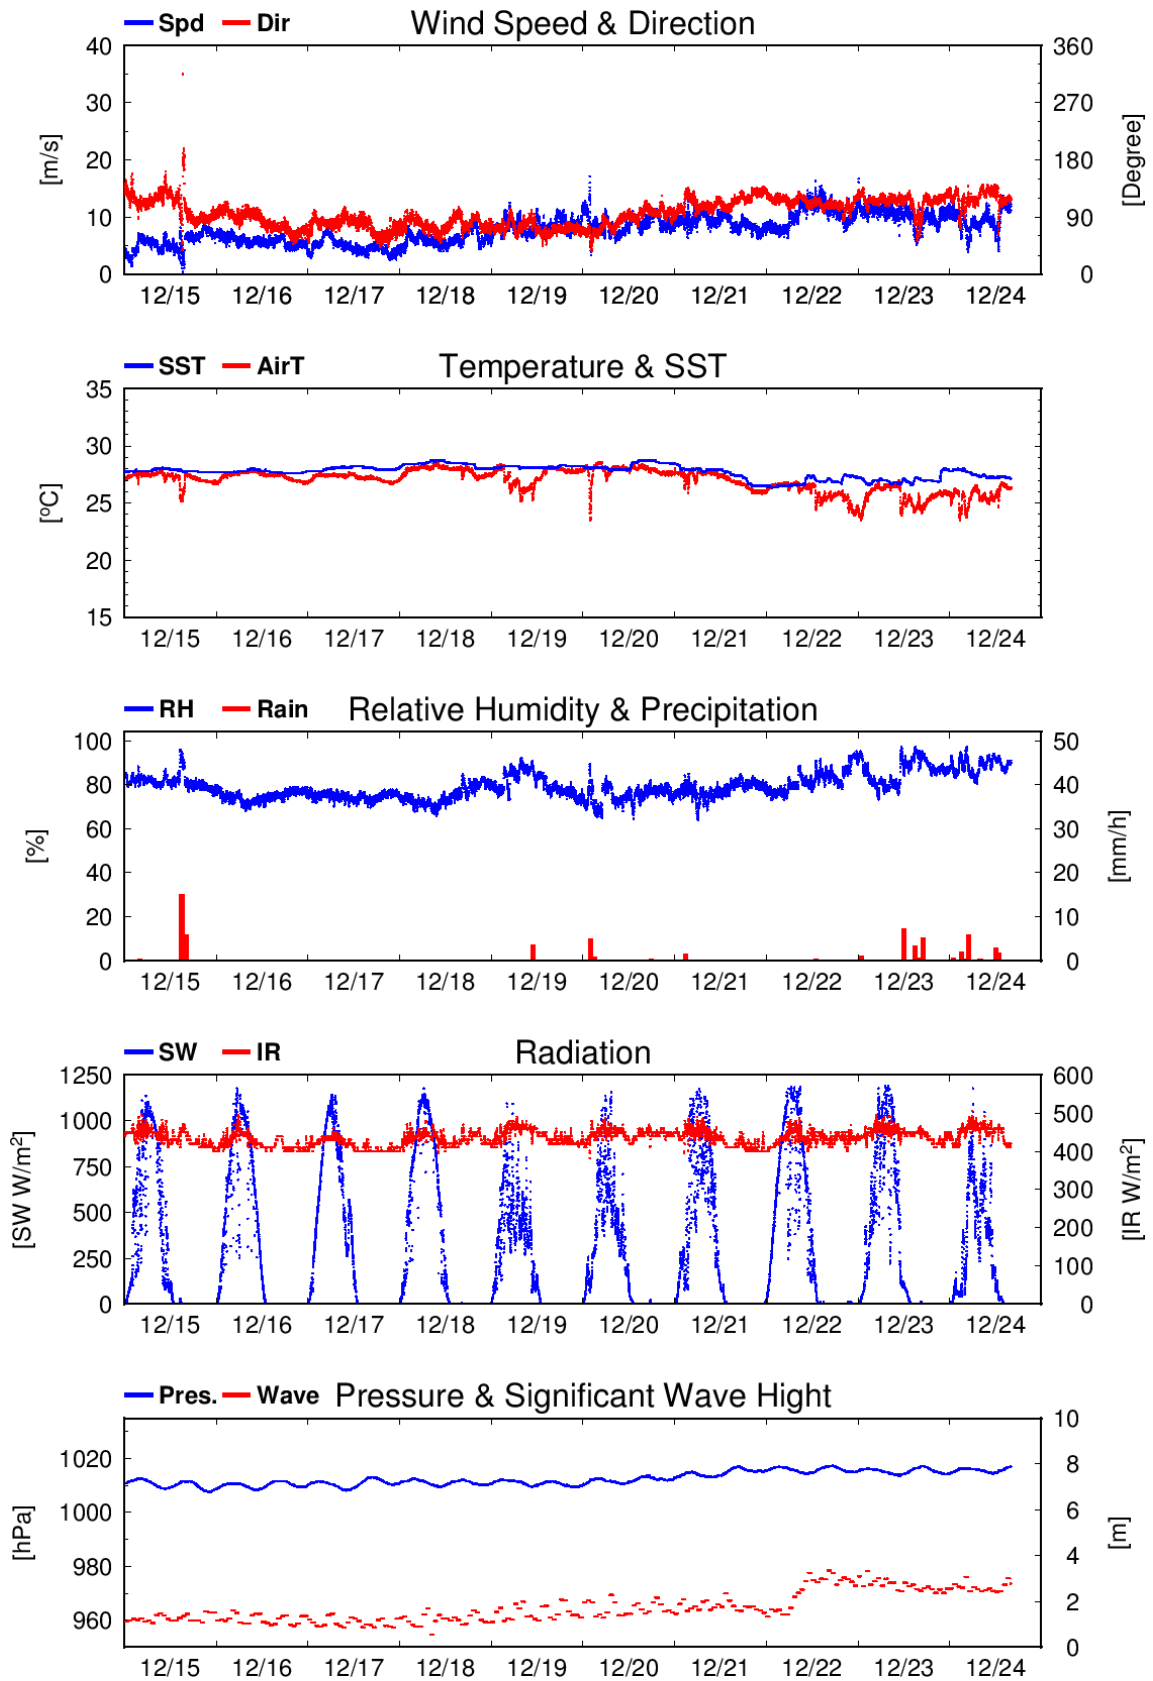 Spd Dir Wind Speed & Direction
40 360
30 270
20 180
10 90
0 0
[m/s] [Degree]
12/15 12/16 12/17 12/18 12/19 12/20 12/21 12/22 12/23 12/24
SST AirT Temperature & SST
35
30
25
20
15
[ºC]
12/15 12/16 12/17 12/18 12/19 12/20 12/21 12/22 12/23 12/24
RH Rain Relative Humidity & Precipitation
100 50
80 40
60 30
40 20
20 10
0 0
[%] [mm/h]
12/15 12/16 12/17 12/18 12/19 12/20 12/21 12/22 12/23 12/24
SW IR Radiation
1250 600
1000 500
750 400
500 300
250 200
0 100
0
[SW W/m²] [IR W/m²]
12/15 12/16 12/17 12/18 12/19 12/20 12/21 12/22 12/23 12/24
Pres. Wave Pressure & Significant Wave Hight
1020 10
1000 8
980 6
960 4
2
0
[hPa] [m]
12/15 12/16 12/17 12/18 12/19 12/20 12/21 12/22 12/23 12/24